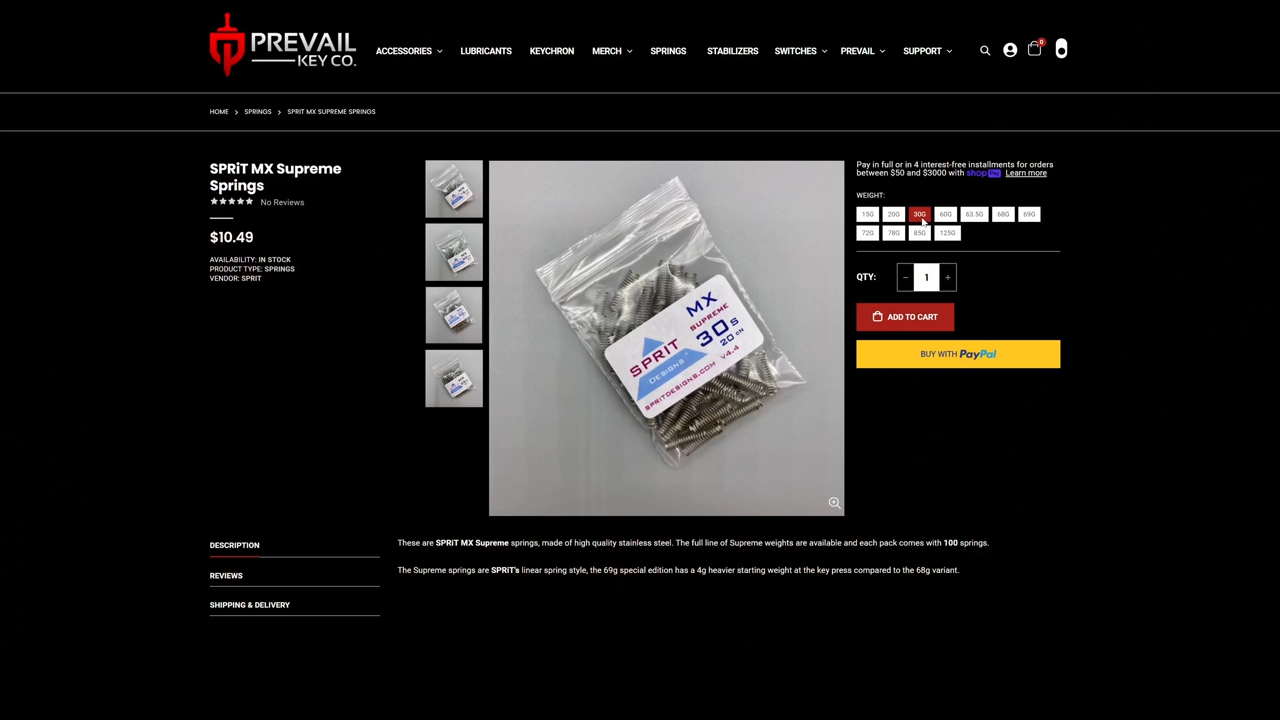 PREVAIL
KEY CO.
ACCESSORIES
LUBRICANTS
KEYCHRON
MERCH
SPRINGS
STABILIZERS
SWITCHES
PREVAIL
SUPPORT
0
HOME > SPRINGS > SPRIT MX SUPREME SPRINGS
SPRiT MX Supreme
Springs
No Reviews
$10.49
AVAILABILITY: IN STOCK
PRODUCT TYPE: SPRINGS
VENDOR: SPRIT
MX
SUPREME
30S
20 CN
SPRIT
DESIGNS
SPRITDESIGNS.COM V4.4
Pay in full or in 4 interest-free installments for orders
between $50 and $3000 with shop Pay Learn more
WEIGHT:
15G 20G 30G 60G 63.5G 68G 69G
72G 78G 85G 125G
QTY: − 1 +
ADD TO CART
BUY WITH PayPal
DESCRIPTION
REVIEWS
SHIPPING & DELIVERY
These are SPRiT MX Supreme springs, made of high quality stainless steel. The full line of Supreme weights are available and each pack comes with 100 springs.
The Supreme springs are SPRiT's linear spring style, the 69g special edition has a 4g heavier starting weight at the key press compared to the 68g variant.